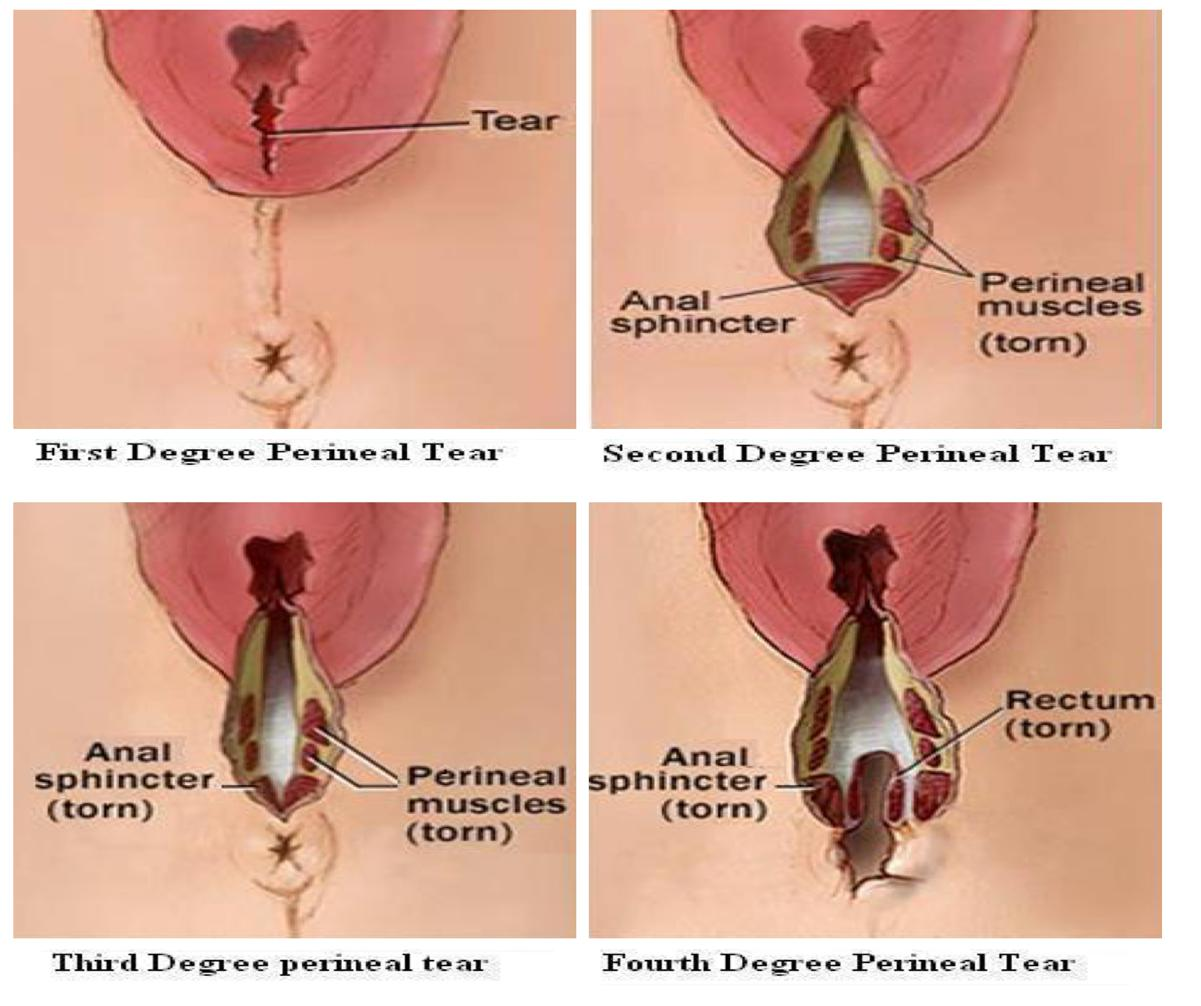 Tear
Anal
sphincter
Perineal
muscles
(torn)
First Degree Perineal Tear
Second Degree Perineal Tear
Anal
sphincter
(torn)
Perineal
muscles
(torn)
Rectum
(torn)
Anal
sphincter
(torn)
Third Degree perineal tear
Fourth Degree Perineal Tear